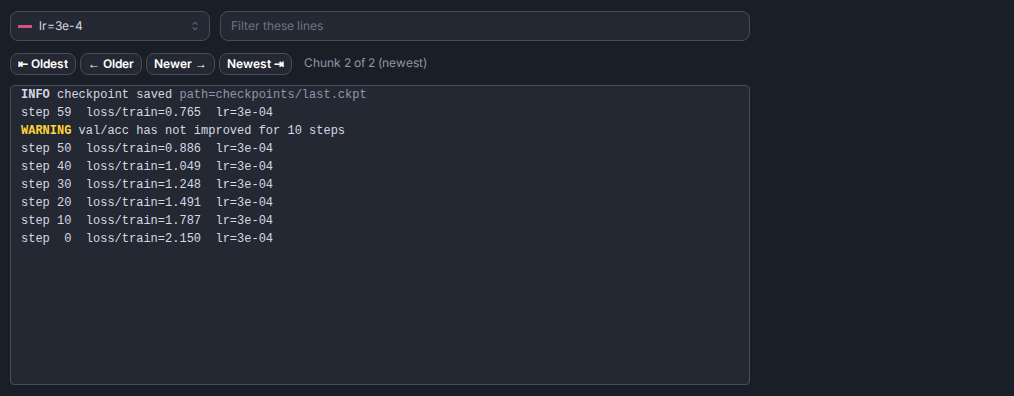 lr=3e-4
Filter these lines
⇤ Oldest
← Older
Newer →
Newest ⇥
Chunk 2 of 2 (newest)
INFO checkpoint saved path=checkpoints/last.ckpt
step 59  loss/train=0.765  lr=3e-04
WARNING val/acc has not improved for 10 steps
step 50  loss/train=0.886  lr=3e-04
step 40  loss/train=1.049  lr=3e-04
step 30  loss/train=1.248  lr=3e-04
step 20  loss/train=1.491  lr=3e-04
step 10  loss/train=1.787  lr=3e-04
step  0  loss/train=2.150  lr=3e-04